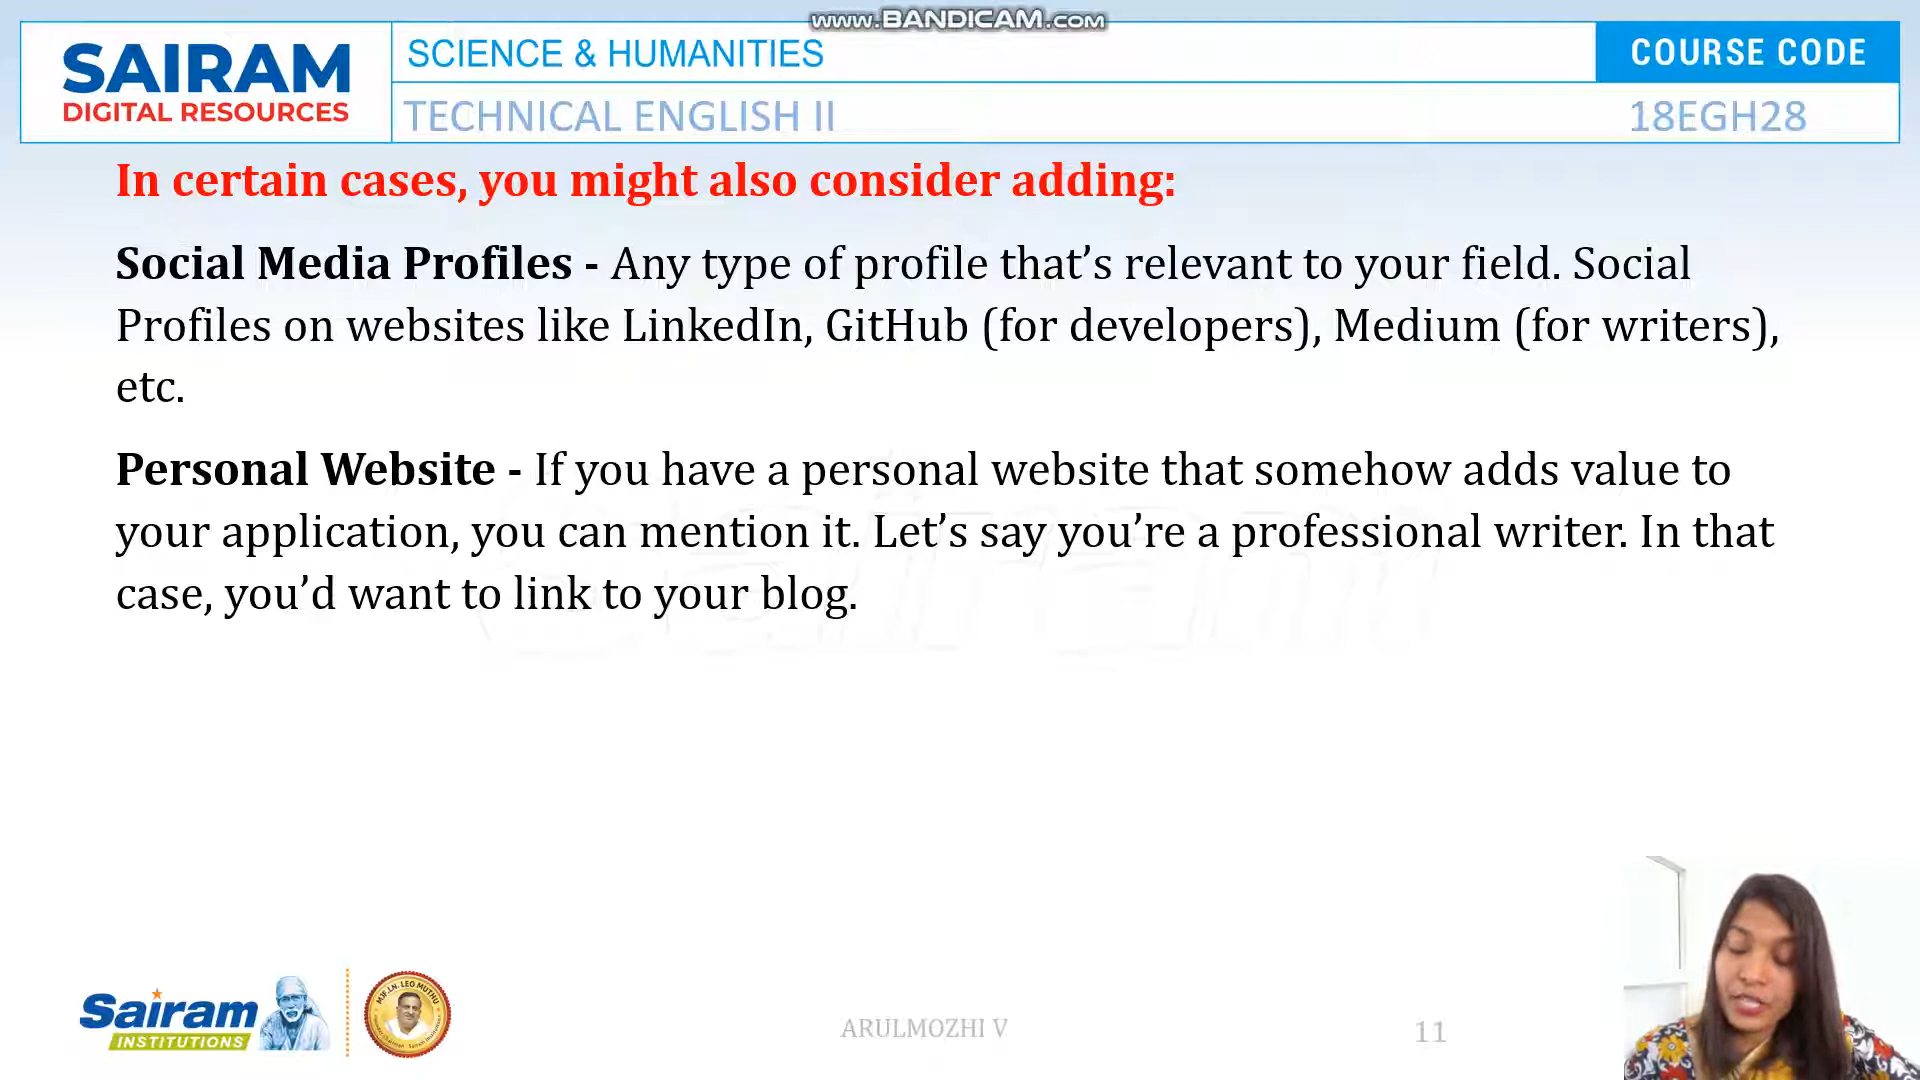 www.BANDICAM.com
SAIRAM
DIGITAL RESOURCES
SCIENCE & HUMANITIES
COURSE CODE
TECHNICAL ENGLISH II
18EGH28
In certain cases, you might also consider adding:
Social Media Profiles - Any type of profile that’s relevant to your field. Social
Profiles on websites like LinkedIn, GitHub (for developers), Medium (for writers),
etc.
Personal Website - If you have a personal website that somehow adds value to
your application, you can mention it. Let’s say you’re a professional writer. In that
case, you’d want to link to your blog.
Sairam
INSTITUTIONS
MJF.LN. LEO MUTHU
ARULMOZHI V
11